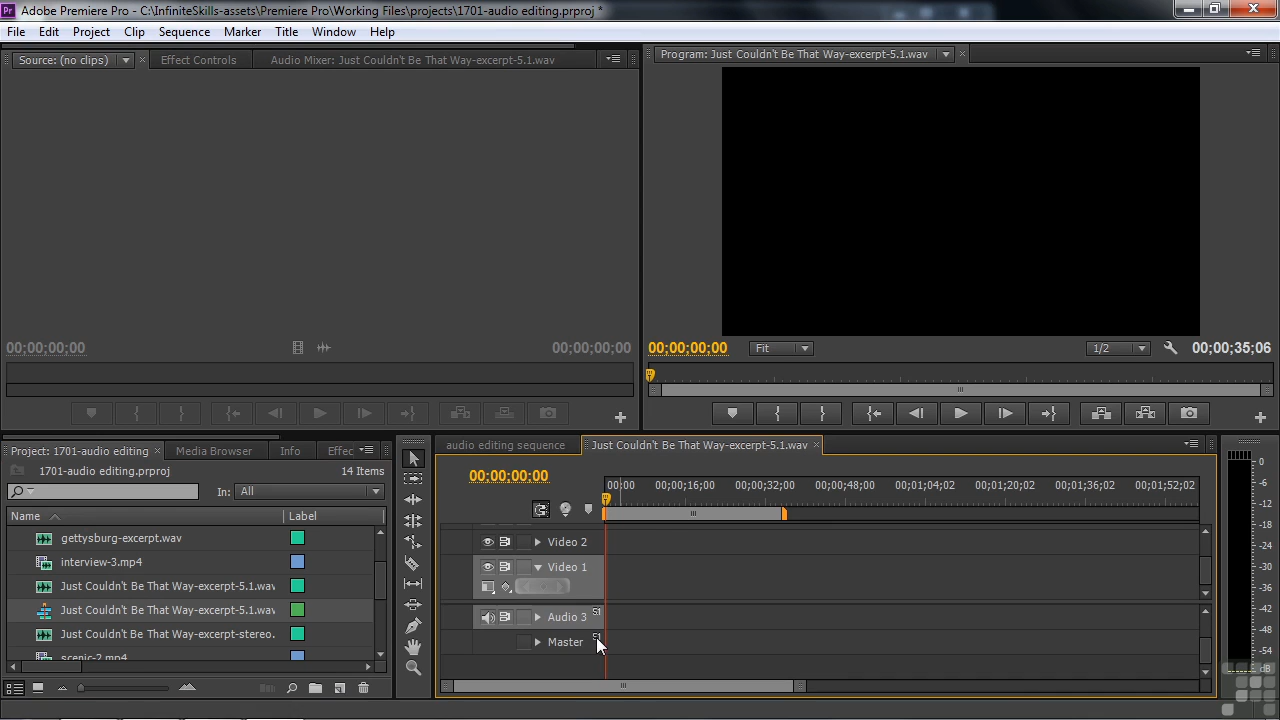 Pr Adobe Premiere Pro - C:\InfiniteSkills-assets\Premiere Pro\Working Files\projects\1701-audio editing.prproj *
File Edit Project Clip Sequence Marker Title Window Help
Source: (no clips) Effect Controls Audio Mixer: Just Couldn't Be That Way-excerpt-5.1.wav
Program: Just Couldn't Be That Way-excerpt-5.1.wav
00;00;00;00 00;00;00;00
00;00;00;00 Fit 1/2 00;00;35;06
Project: 1701-audio editing Media Browser Info Effec
1701-audio editing.prproj 14 Items
In: All
Name Label
gettysburg-excerpt.wav
interview-3.mp4
Just Couldn't Be That Way-excerpt-5.1.wav
Just Couldn't Be That Way-excerpt-5.1.wav
Just Couldn't Be That Way-excerpt-stereo.
scenic-2.mp4
audio editing sequence Just Couldn't Be That Way-excerpt-5.1.wav
00;00;00;00
00;00 00;00;16;00 00;00;32;00 00;00;48;00 00;01;04;02 00;01;20;02 00;01;36;02 00;01;52;02
Video 2
Video 1
Audio 3 51
Master 51
0
-6
-12
-18
-24
-30
-36
-42
-48
-54
dB